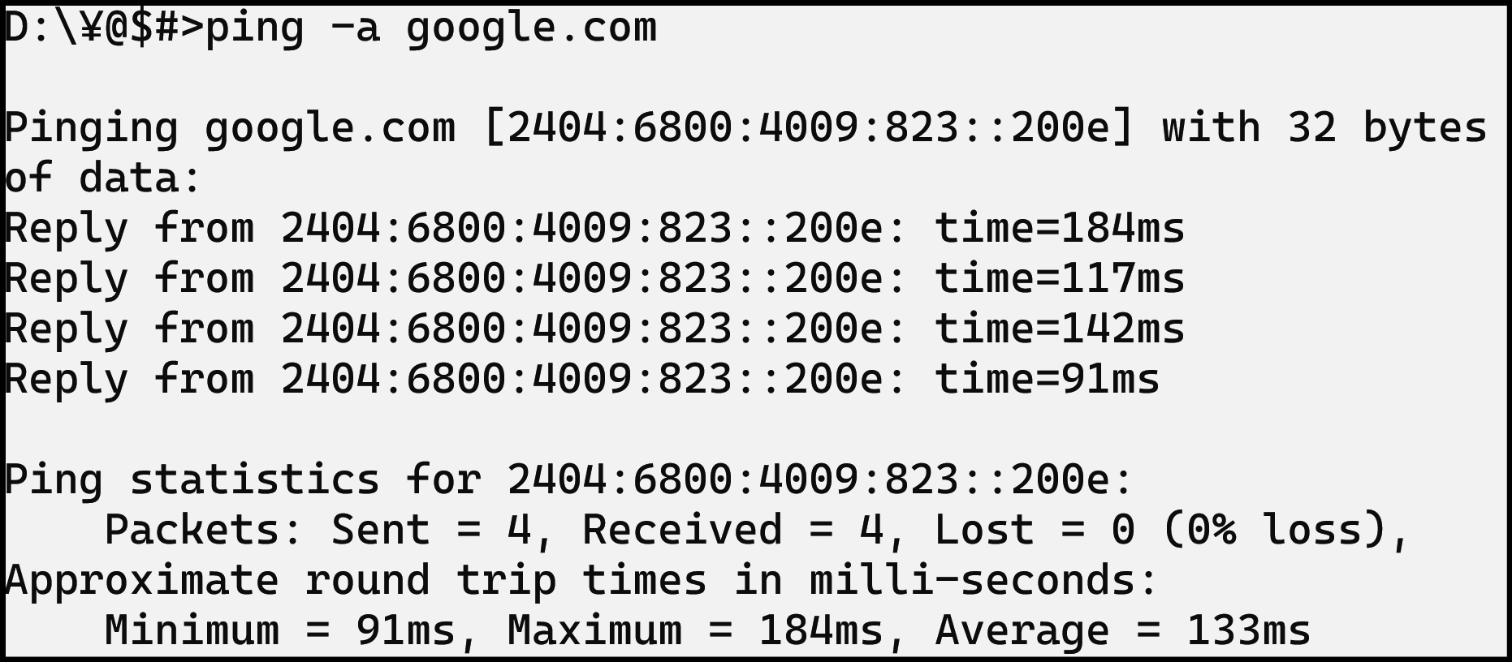 D:\¥@$#>ping -a google.com
Pinging google.com [2404:6800:4009:823::200e] with 32 bytes
of data:
Reply from 2404:6800:4009:823::200e: time=184ms
Reply from 2404:6800:4009:823::200e: time=117ms
Reply from 2404:6800:4009:823::200e: time=142ms
Reply from 2404:6800:4009:823::200e: time=91ms
Ping statistics for 2404:6800:4009:823::200e:
    Packets: Sent = 4, Received = 4, Lost = 0 (0% loss),
Approximate round trip times in milli-seconds:
    Minimum = 91ms, Maximum = 184ms, Average = 133ms